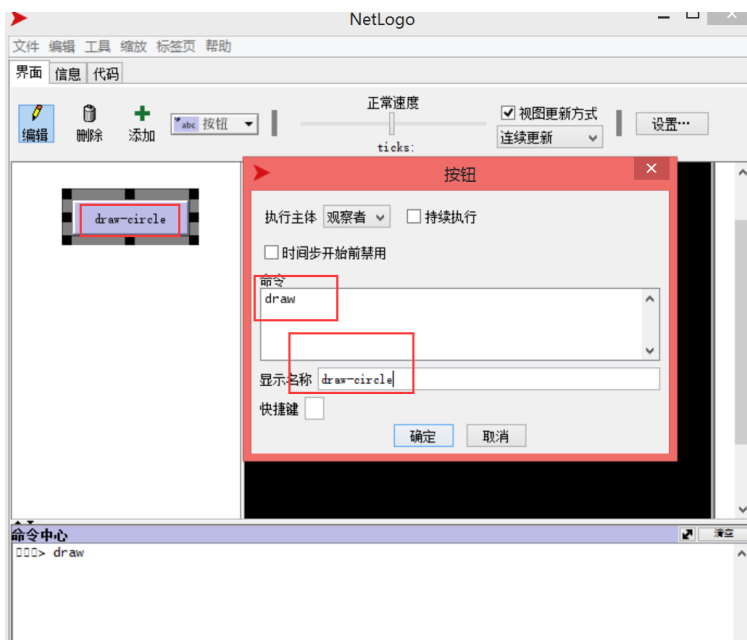 NetLogo
文件 编辑 工具 缩放 标签页 帮助
界面 信息 代码
编辑 删除 添加 abc 按钮 正常速度 ticks: 视图更新方式 连续更新 设置…
draw-circle
按钮
执行主体 观察者 持续执行
时间步开始前禁用
命令
draw
显示名称 draw-circle
快捷键
确定 取消
命令中心 清空
> draw